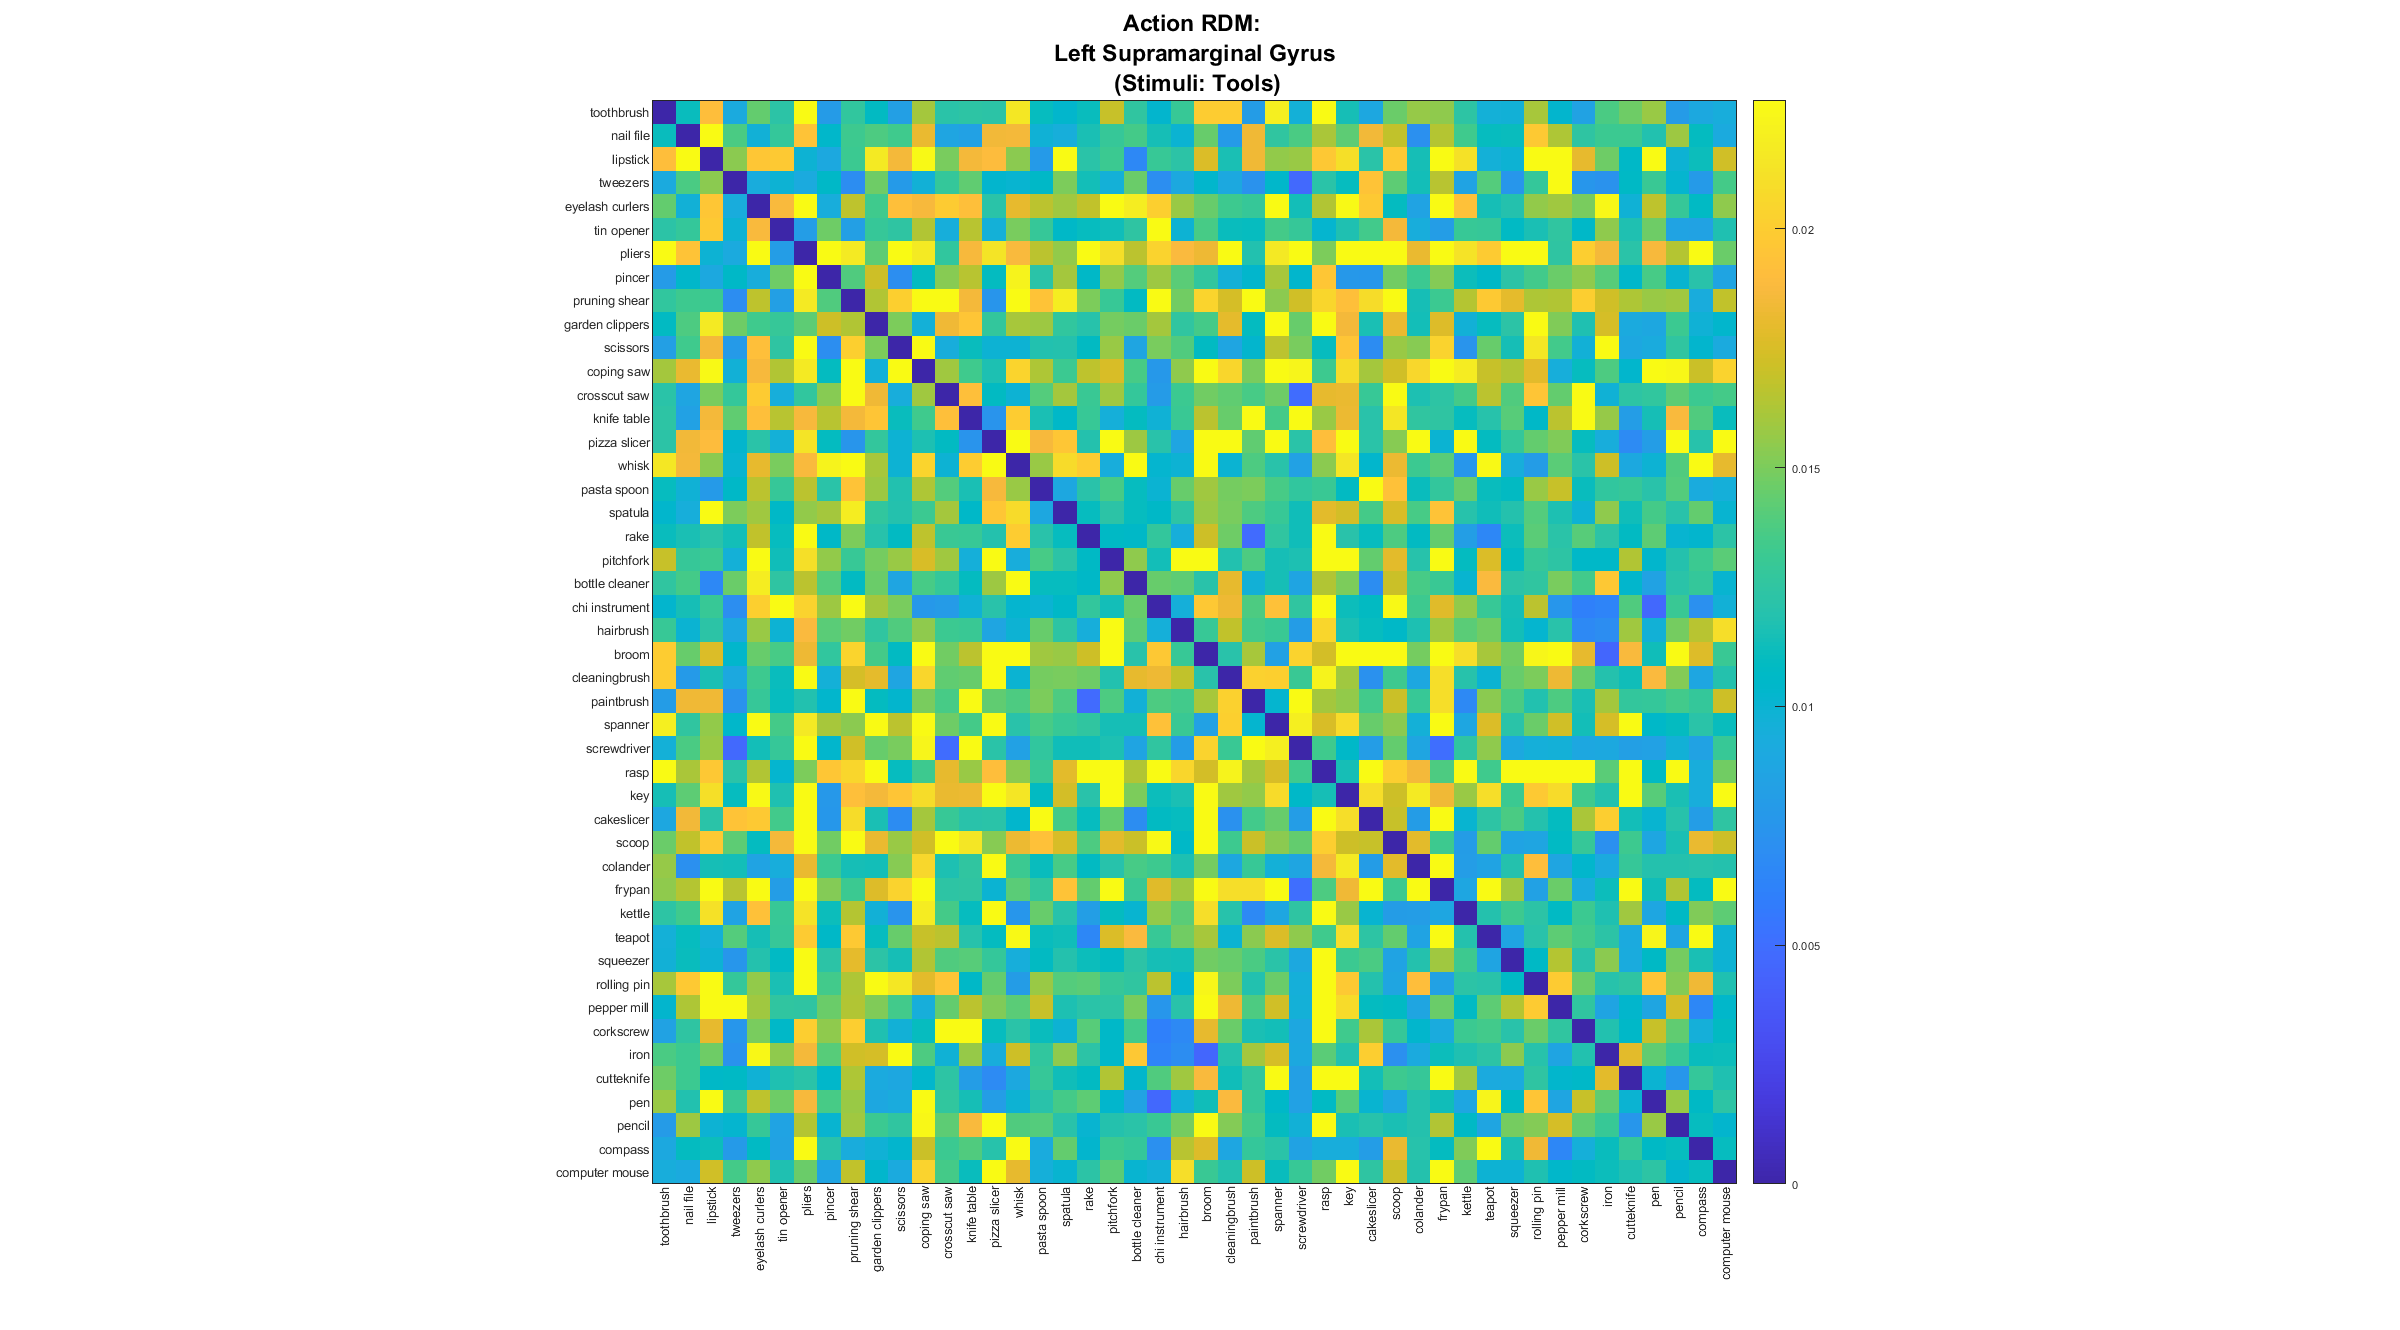 Action RDM:
Left Supramarginal Gyrus
(Stimuli: Tools)
toothbrush
nail file
lipstick
tweezers
eyelash curlers
tin opener
pliers
pincer
pruning shear
garden clippers
scissors
coping saw
crosscut saw
knife table
pizza slicer
whisk
pasta spoon
spatula
rake
pitchfork
bottle cleaner
chi instrument
hairbrush
broom
cleaningbrush
paintbrush
spanner
screwdriver
rasp
key
cakeslicer
scoop
colander
frypan
kettle
teapot
squeezer
rolling pin
pepper mill
corkscrew
iron
cutteknife
pen
pencil
compass
computer mouse
0.02
0.015
0.01
0.005
0
toothbrush
nail file
lipstick
tweezers
eyelash curlers
tin opener
pliers
pincer
pruning shear
garden clippers
scissors
coping saw
crosscut saw
knife table
pizza slicer
whisk
pasta spoon
spatula
rake
pitchfork
bottle cleaner
chi instrument
hairbrush
broom
cleaningbrush
paintbrush
spanner
screwdriver
rasp
key
cakeslicer
scoop
colander
frypan
kettle
teapot
squeezer
rolling pin
pepper mill
corkscrew
iron
cutteknife
pen
pencil
compass
computer mouse